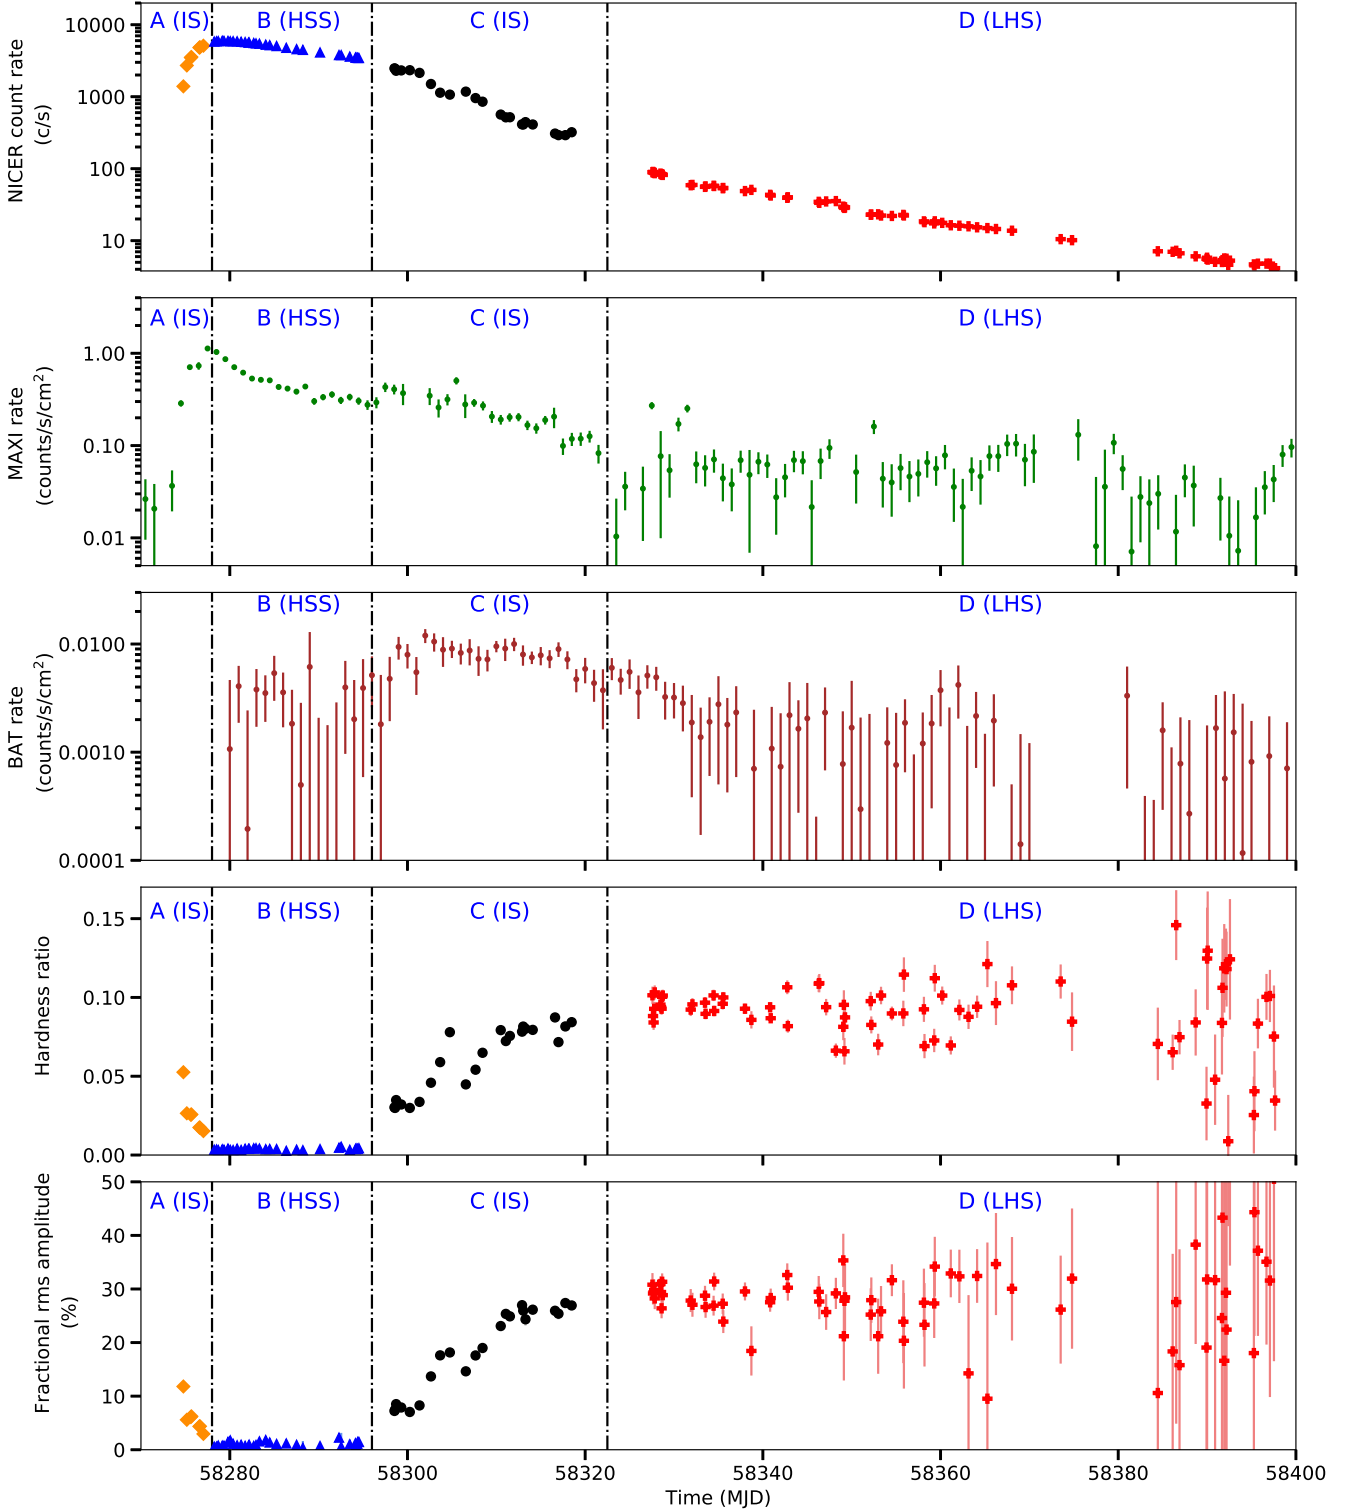 A (IS) B (HSS) C (IS) D (LHS)
10000
1000
100
10
NICER count rate
(c/s)
A (IS) B (HSS) C (IS) D (LHS)
1.00
0.10
0.01
MAXI rate
(counts/s/cm²)
B (HSS) C (IS) D (LHS)
0.0100
0.0010
0.0001
BAT rate
(counts/s/cm²)
A (IS) B (HSS) C (IS) D (LHS)
0.15
0.10
0.05
0.00
Hardness ratio
A (IS) B (HSS) C (IS) D (LHS)
50
40
30
20
10
0
Fractional rms amplitude
(%)
58280 58300 58320 58340 58360 58380 58400
Time (MJD)